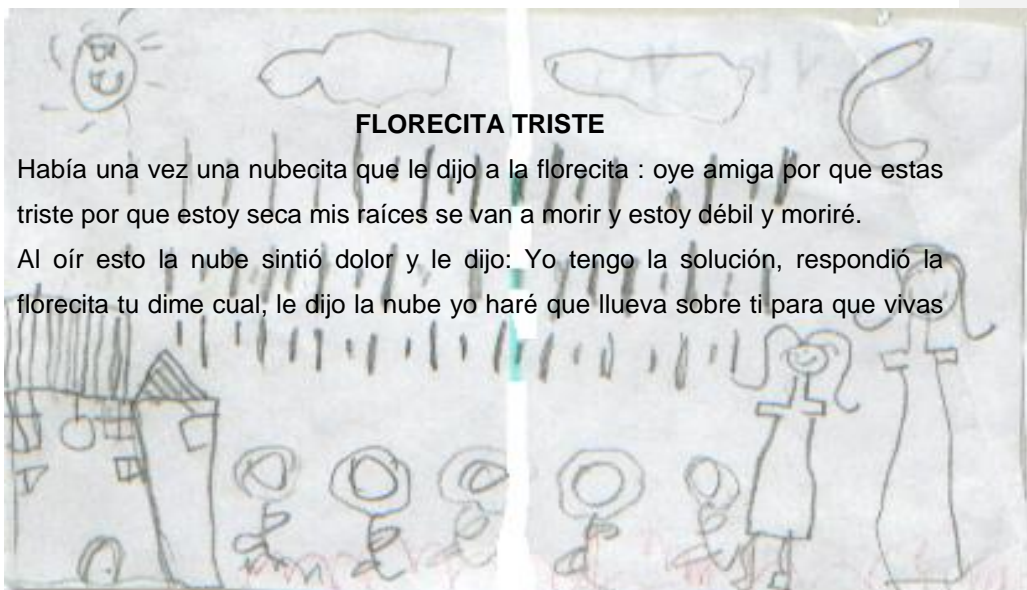 FLORECITA TRISTE
Había una vez una nubecita que le dijo a la florecita : oye amiga por que estas
triste por que estoy seca mis raíces se van a morir y estoy débil y moriré.
Al oír esto la nube sintió dolor y le dijo: Yo tengo la solución, respondió la
florecita tu dime cual, le dijo la nube yo haré que llueva sobre ti para que vivas